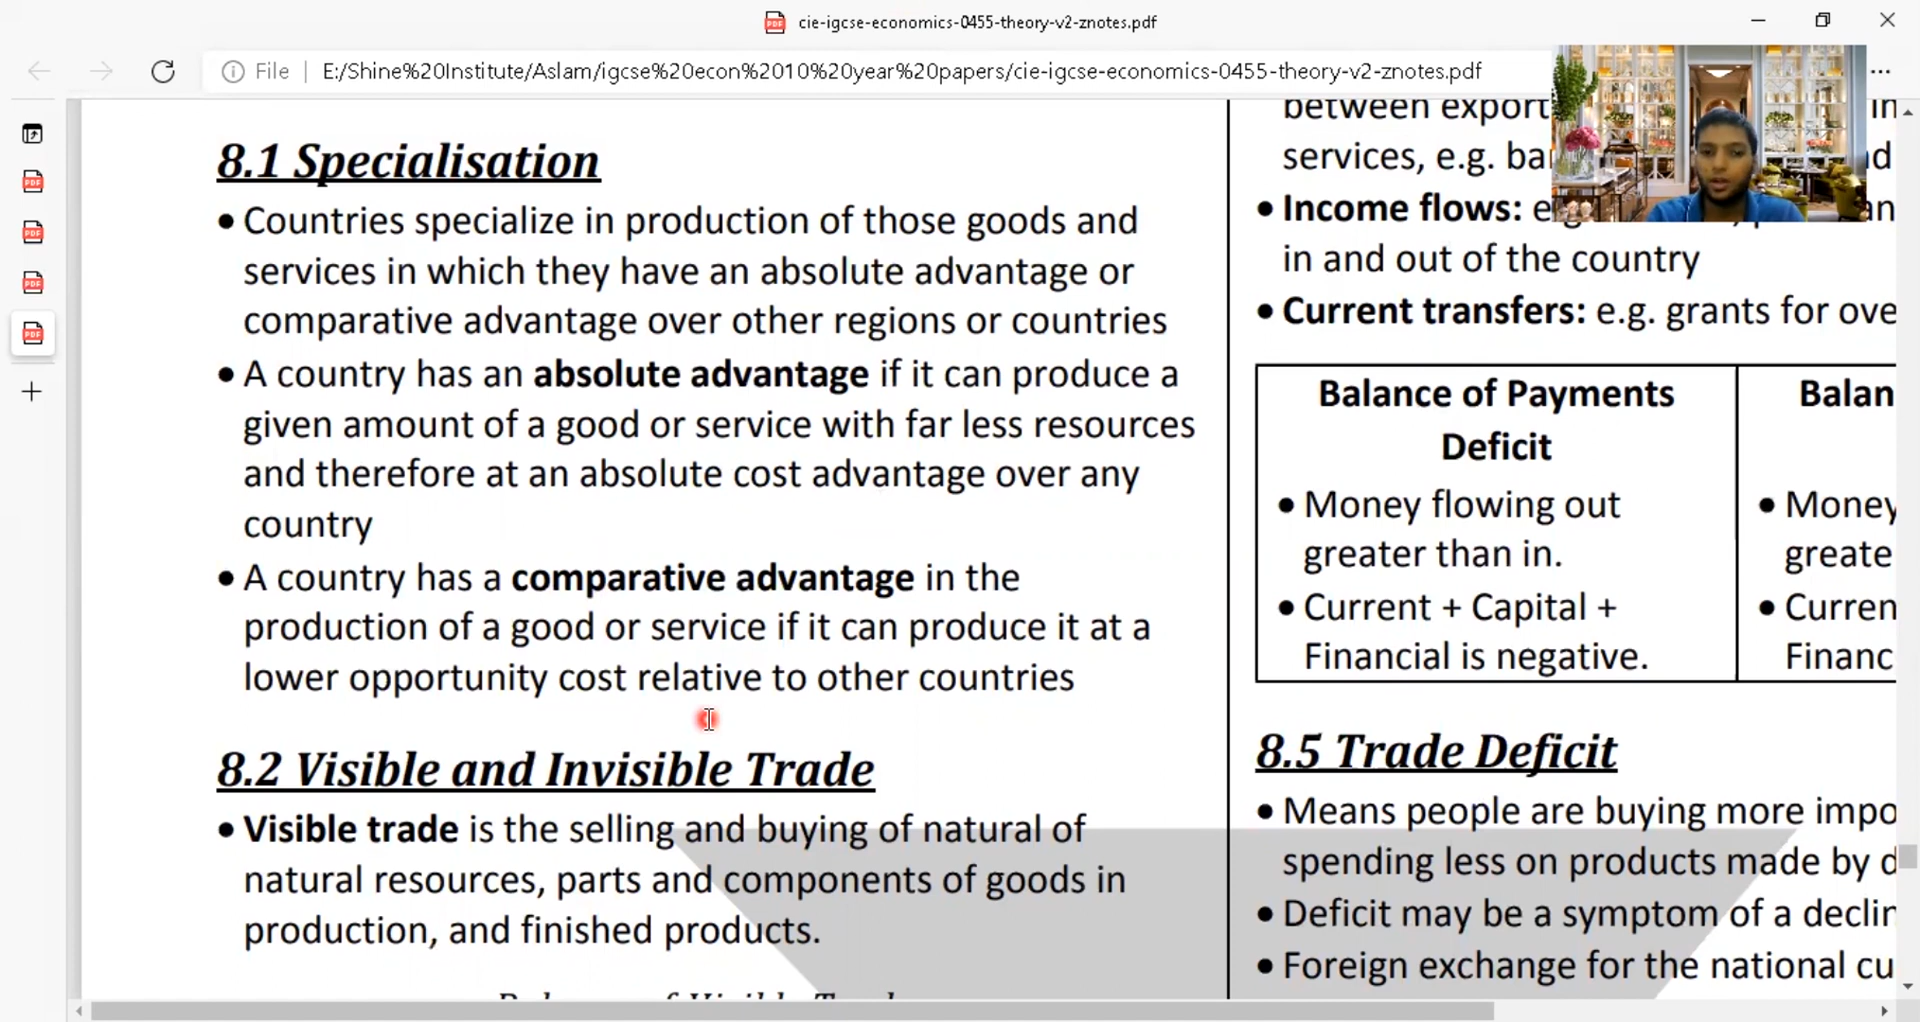 cie-igcse-economics-0455-theory-v2-znotes.pdf
File
E:/Shine%20Institute/Aslam/igcse%20econ%2010%20year%20papers/cie-igcse-economics-0455-theory-v2-znotes.pdf
8.1 Specialisation
• Countries specialize in production of those goods and
services in which they have an absolute advantage or
comparative advantage over other regions or countries
• A country has an absolute advantage if it can produce a
given amount of a good or service with far less resources
and therefore at an absolute cost advantage over any
country
• A country has a comparative advantage in the
production of a good or service if it can produce it at a
lower opportunity cost relative to other countries
8.2 Visible and Invisible Trade
• Visible trade is the selling and buying of natural of
natural resources, parts and components of goods in
production, and finished products.
between export
services, e.g.
• Income flows:
in and out of the country
• Current transfers: e.g. grants for ove
Balance of Payments
Deficit
• Money flowing out
greater than in.
• Current + Capital +
Financial is negative.
Balan
• Money
greate
• Curren
Financ
8.5 Trade Deficit
• Means people are buying more impo
spending less on products made by d
• Deficit may be a symptom of a declin
• Foreign exchange for the national cu